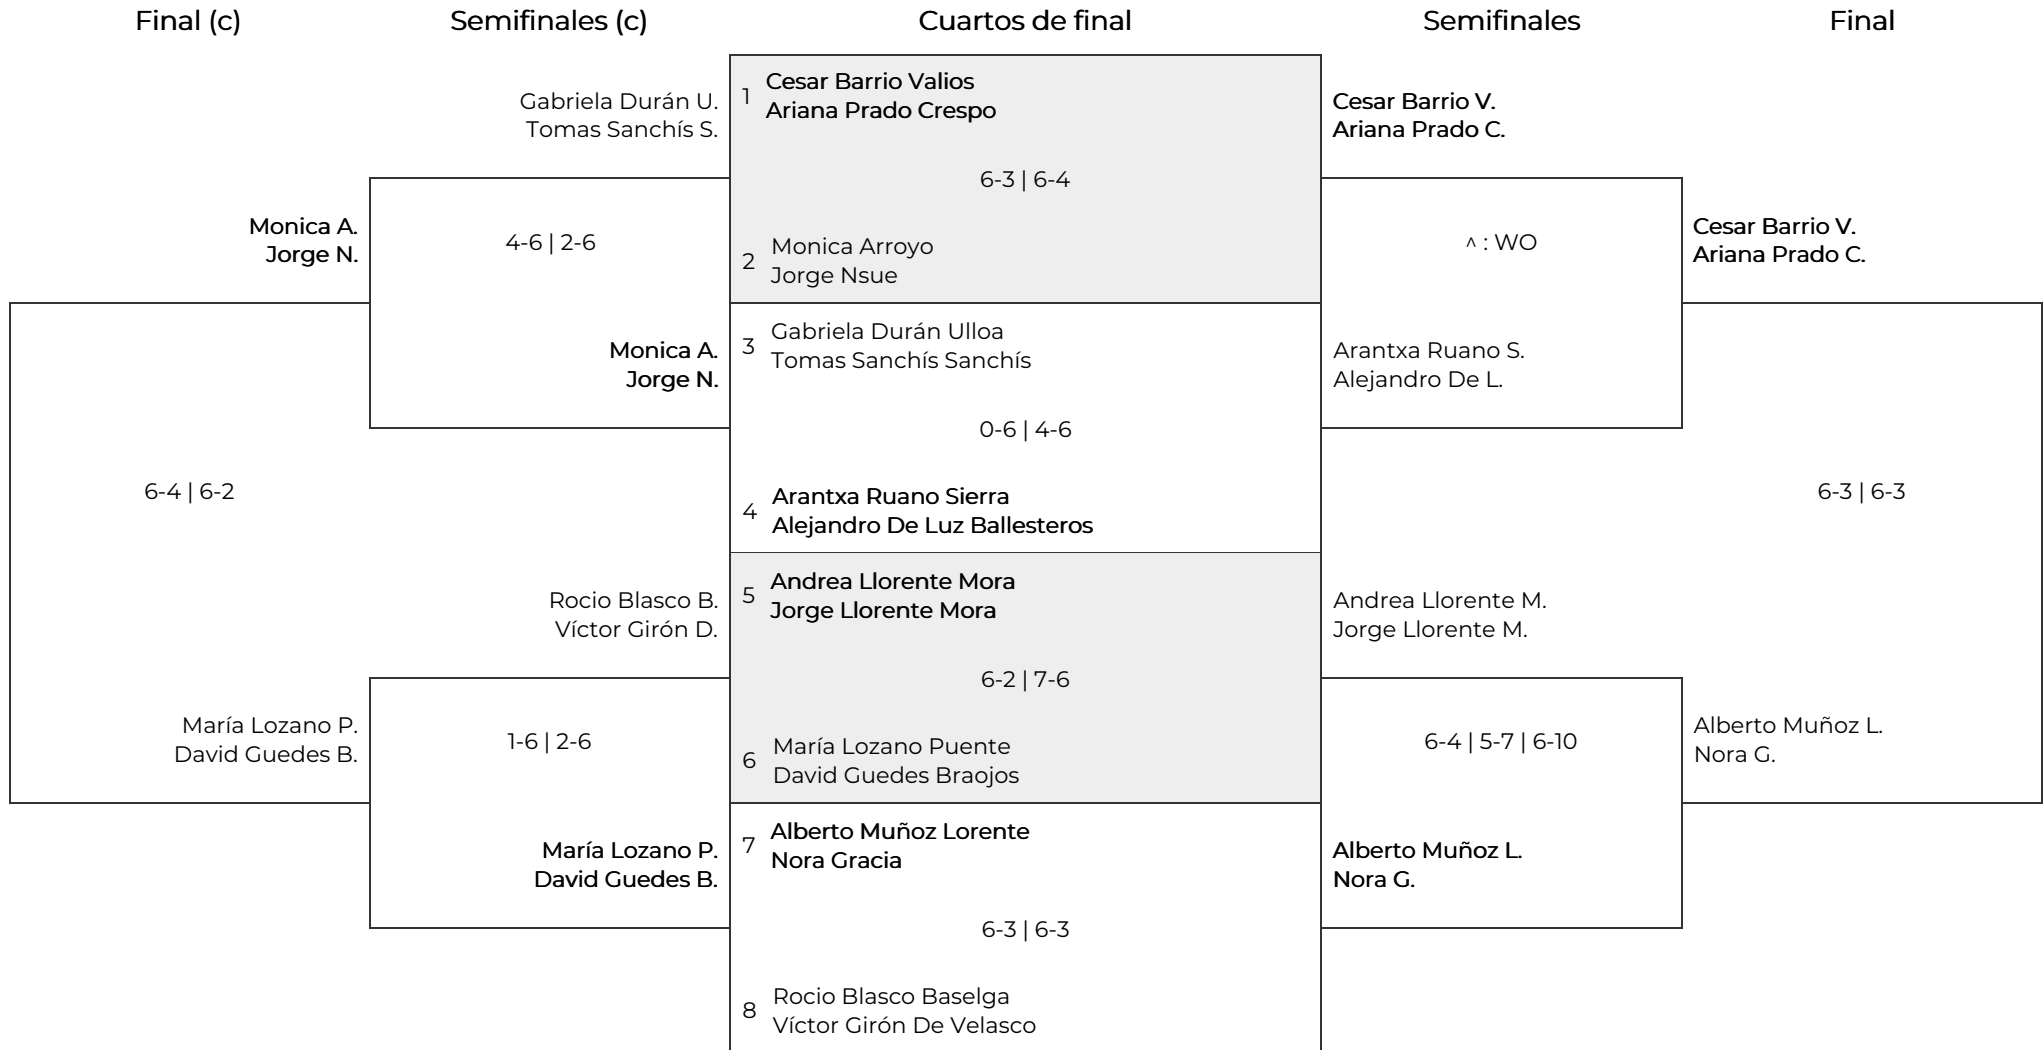 Final (c)
Semifinales (c)
Cuartos de final
Semifinales
Final
Monica A.
Jorge N.
6-4 | 6-2
María Lozano P.
David Guedes B.
Gabriela Durán U.
Tomas Sanchís S.
4-6 | 2-6
Monica A.
Jorge N.
Rocio Blasco B.
Víctor Girón D.
1-6 | 2-6
María Lozano P.
David Guedes B.
1 Cesar Barrio Valios
Ariana Prado Crespo
6-3 | 6-4
2 Monica Arroyo
Jorge Nsue
3 Gabriela Durán Ulloa
Tomas Sanchís Sanchís
0-6 | 4-6
4 Arantxa Ruano Sierra
Alejandro De Luz Ballesteros
5 Andrea Llorente Mora
Jorge Llorente Mora
6-2 | 7-6
6 María Lozano Puente
David Guedes Braojos
7 Alberto Muñoz Lorente
Nora Gracia
6-3 | 6-3
8 Rocio Blasco Baselga
Víctor Girón De Velasco
Cesar Barrio V.
Ariana Prado C.
^ : WO
Arantxa Ruano S.
Alejandro De L.
Andrea Llorente M.
Jorge Llorente M.
6-4 | 5-7 | 6-10
Alberto Muñoz L.
Nora G.
Cesar Barrio V.
Ariana Prado C.
6-3 | 6-3
Alberto Muñoz L.
Nora G.